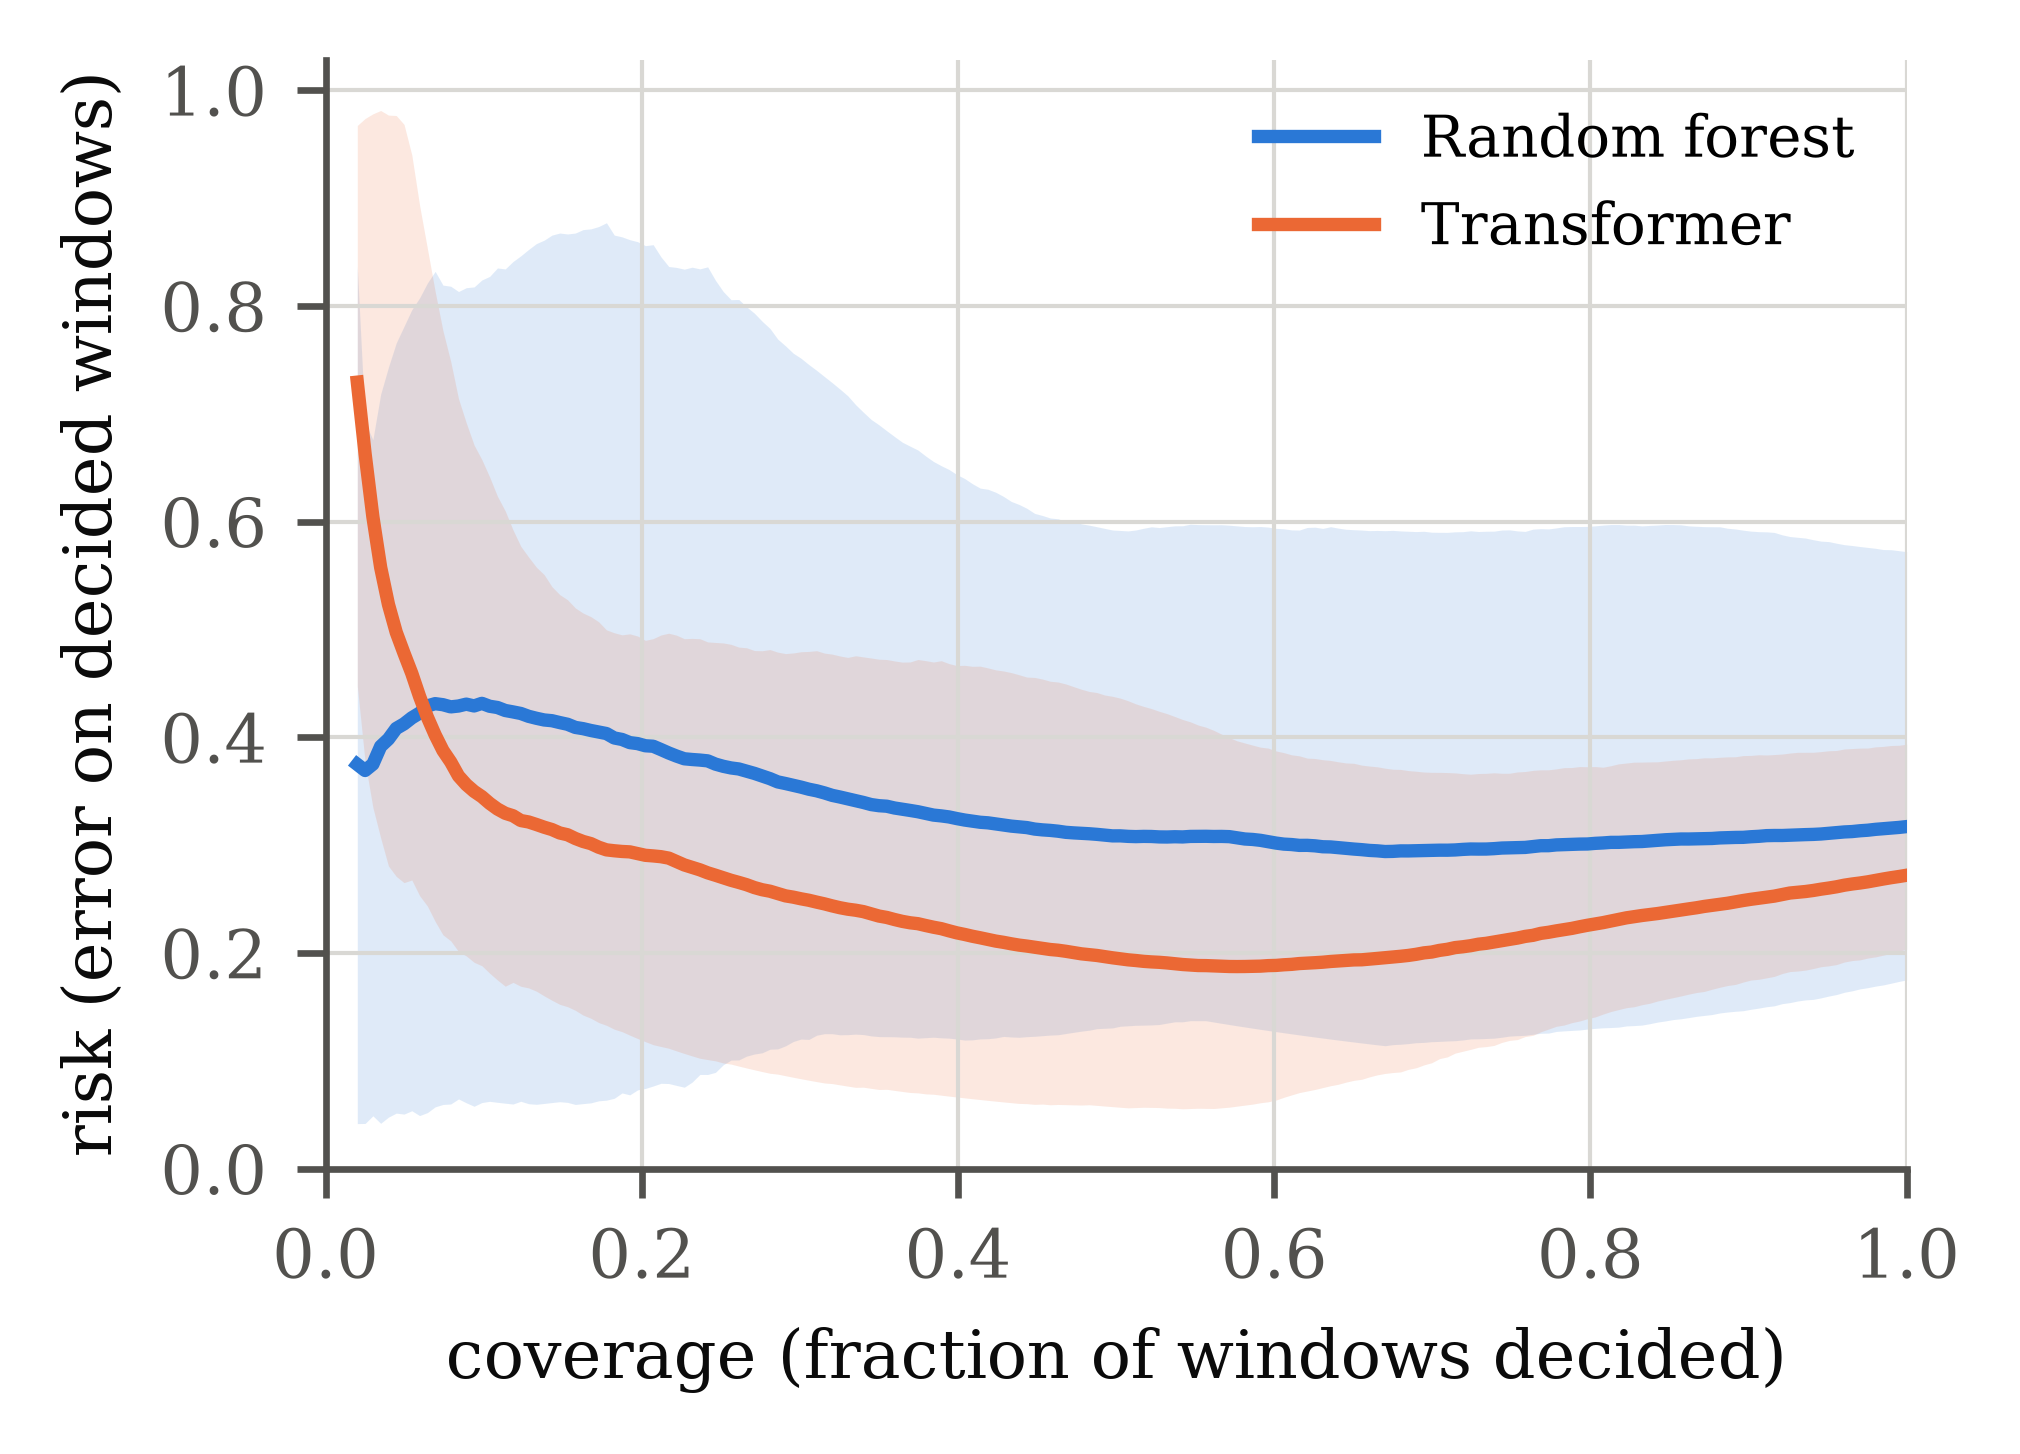 risk (error on decided windows)
1.0
0.8
0.6
0.4
0.2
0.0
Random forest
Transformer
0.0 0.2 0.4 0.6 0.8 1.0
coverage (fraction of windows decided)